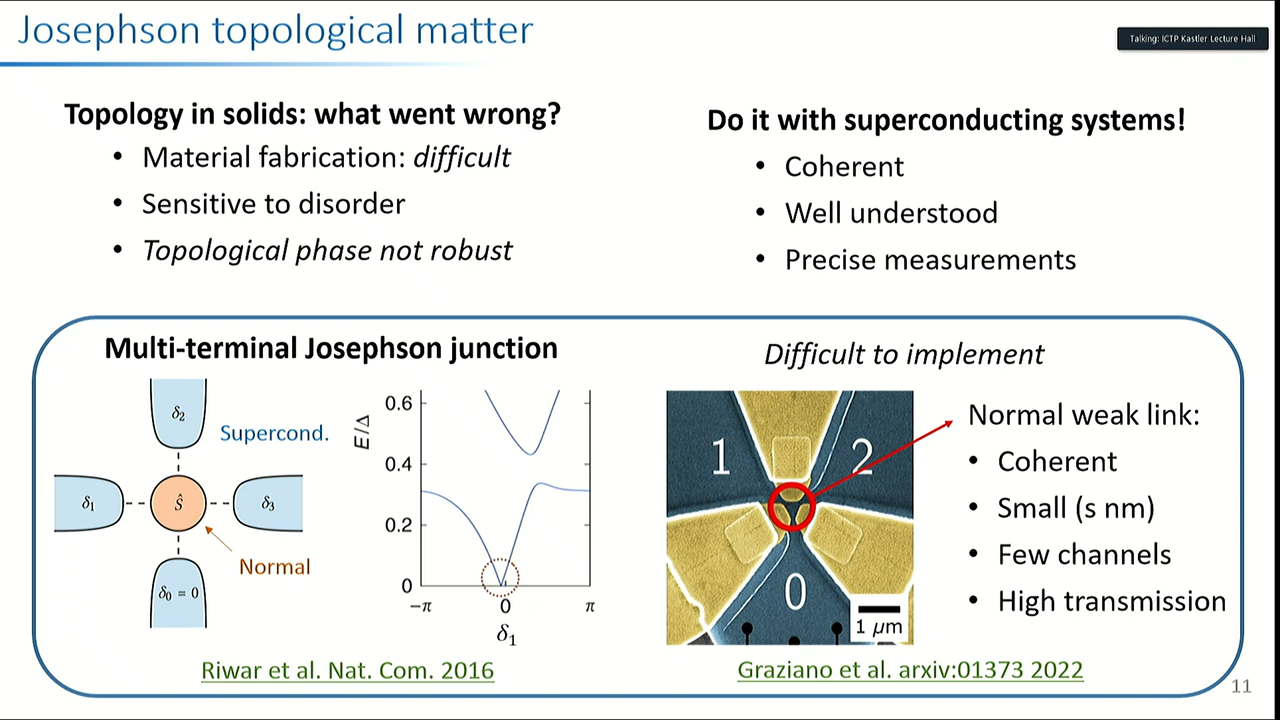 Josephson topological matter
Talking: ICTP Kastler Lecture Hall
Topology in solids: what went wrong?
• Material fabrication: difficult
• Sensitive to disorder
• Topological phase not robust
Do it with superconducting systems!
• Coherent
• Well understood
• Precise measurements
Multi-terminal Josephson junction
δ2
Supercond.
δ1
Ŝ
δ3
Normal
δ0 = 0
E/Δ
0.6
0.4
0.2
0
−π
0
π
δ1
Riwar et al. Nat. Com. 2016
Difficult to implement
1
2
0
1 μm
Normal weak link:
• Coherent
• Small (s nm)
• Few channels
• High transmission
Graziano et al. arxiv:01373 2022
11